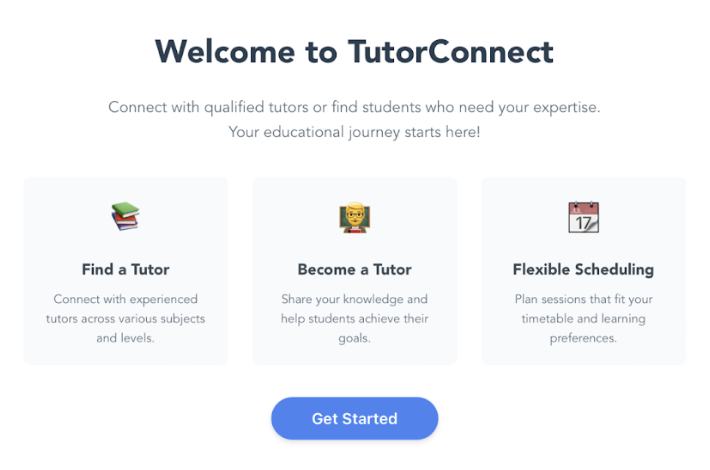 Welcome to TutorConnect
Connect with qualified tutors or find students who need your expertise.
Your educational journey starts here!
Find a Tutor
Connect with experienced
tutors across various subjects
and levels.
Become a Tutor
Share your knowledge and
help students achieve their
goals.
17
Flexible Scheduling
Plan sessions that fit your
timetable and learning
preferences.
Get Started